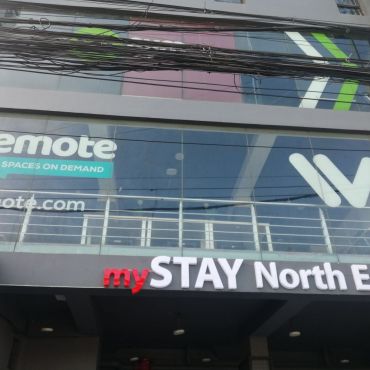 emote
SPACES ON DEMAND
ote.com
mySTAY North E